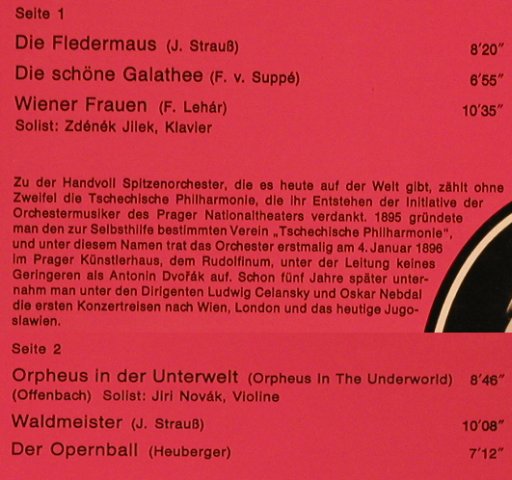 Seite 1
Die Fledermaus (J. Strauß) 8'20"
Die schöne Galathee (F. v. Suppé) 6'55"
Wiener Frauen (F. Lehár) 10'35"
Solist: Zdénék Jilek, Klavier
Zu der Handvoll Spitzenorchester, die es heute auf der Welt gibt, zählt ohne
Zweifel die Tschechische Philharmonie, die ihr Entstehen der Initiative der
Orchestermusiker des Prager Nationaltheaters verdankt. 1895 gründete
man den zur Selbsthilfe bestimmten Verein „Tschechische Philharmonie",
und unter diesem Namen trat das Orchester erstmalig am 4. Januar 1896
im Prager Künstlerhaus, dem Rudolfinum, unter der Leitung keines
Geringeren als Antonin Dvořák auf. Schon fünf Jahre später unter-
nahm man unter den Dirigenten Ludwig Celansky und Oskar Nebdal
die ersten Konzertreisen nach Wien, London und das heutige Jugo-
slawien.
Seite 2
Orpheus in der Unterwelt (Orpheus In The Underworld) 8'46"
(Offenbach) Solist: Jiri Novák, Violine
Waldmeister (J. Strauß) 10'08"
Der Opernball (Heuberger) 7'12"